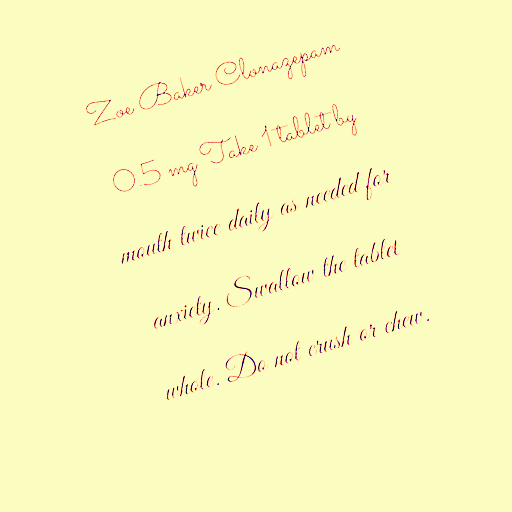 Zoe Baker Clonazepam
0.5 mg Take 1 tablet by
mouth twice daily as needed for
anxiety. Swallow the tablet
whole. Do not crush or chew.